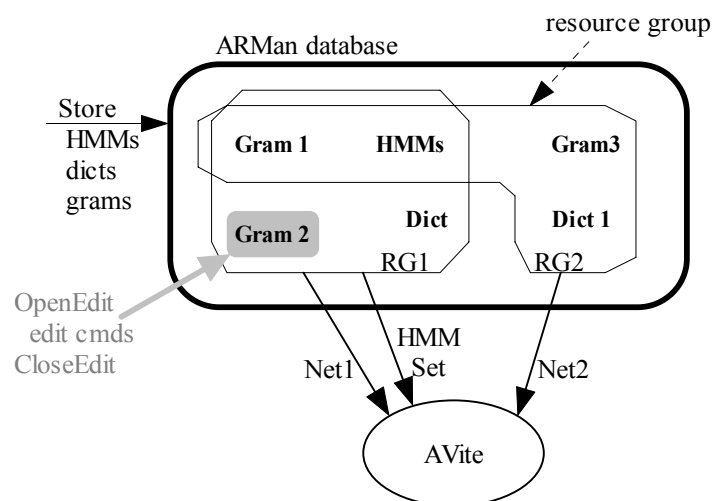 resource group
ARMan database
Store
HMMs
dicts
grams
Gram 1
HMMs
Gram3
Gram 2
Dict
Dict 1
RG1
RG2
OpenEdit
edit cmds
CloseEdit
HMM
Set
Net1
Net2
AVite